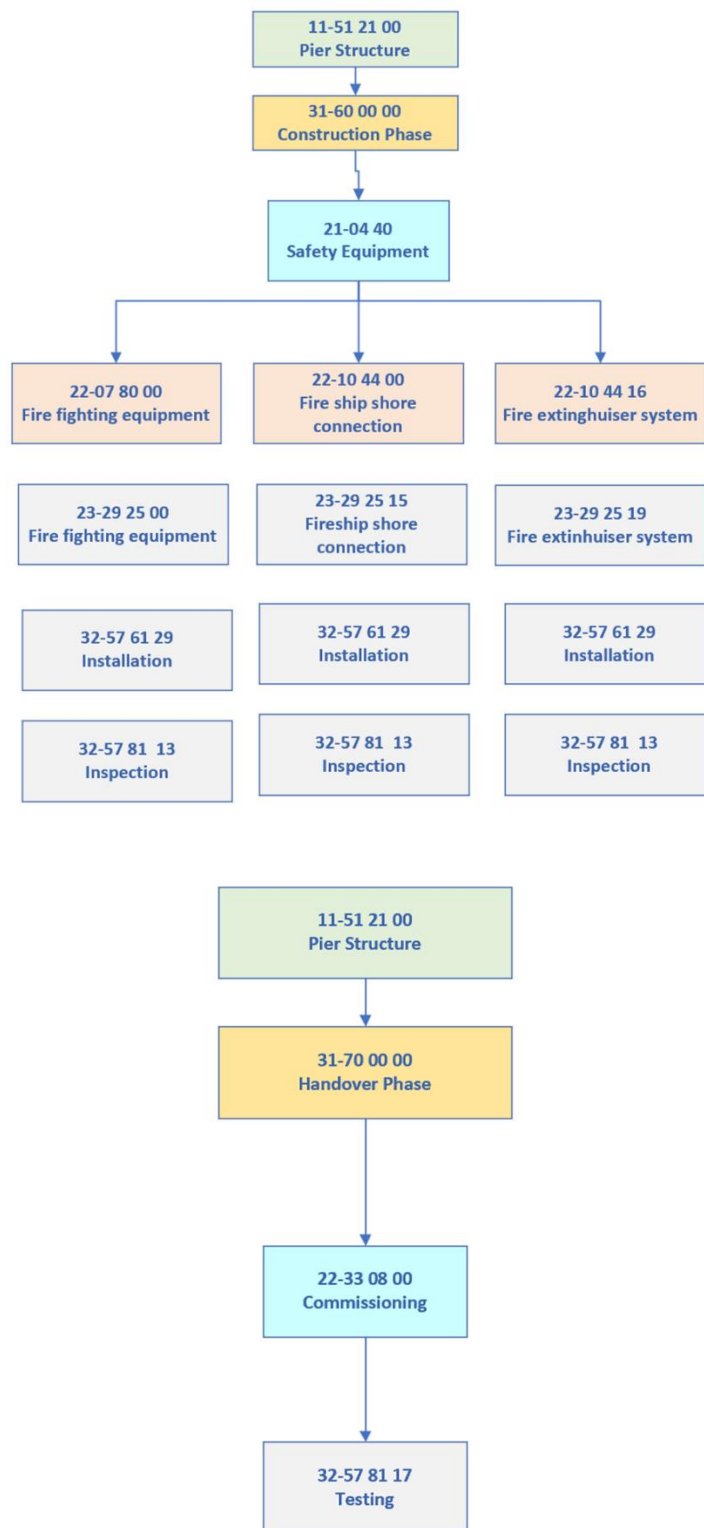 11-51 21 00
Pier Structure
31-60 00 00
Construction Phase
21-04 40
Safety Equipment
22-07 80 00
Fire fighting equipment
22-10 44 00
Fire ship shore
connection
22-10 44 16
Fire extinghuiser system
23-29 25 00
Fire fighting equipment
23-29 25 15
Fireship shore
connection
23-29 25 19
Fire extinhuiser system
32-57 61 29
Installation
32-57 61 29
Installation
32-57 61 29
Installation
32-57 81  13
Inspection
32-57 81  13
Inspection
32-57 81  13
Inspection
11-51 21 00
Pier Structure
31-70 00 00
Handover Phase
22-33 08 00
Commissioning
32-57 81 17
Testing